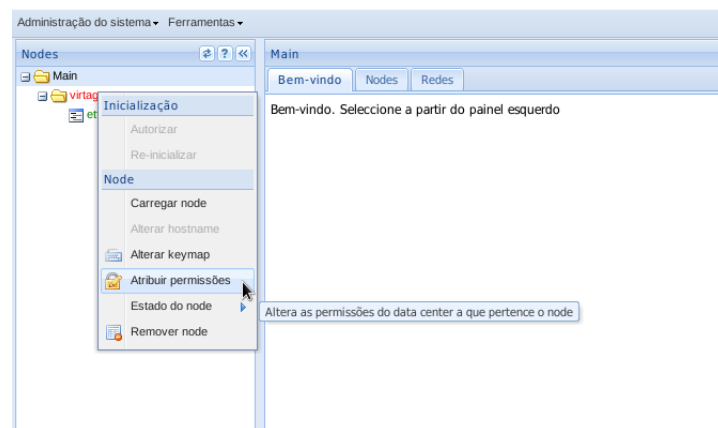 Administração do sistema Ferramentas
Nodes
Main
Main
Bem-vindo Nodes Redes
Bem-vindo. Seleccione a partir do painel esquerdo
virtag
et
Inicialização
Autorizar
Re-inicializar
Node
Carregar node
Alterar hostname
Alterar keymap
Atribuir permissões
Estado do node
Altera as permissões do data center a que pertence o node
Remover node